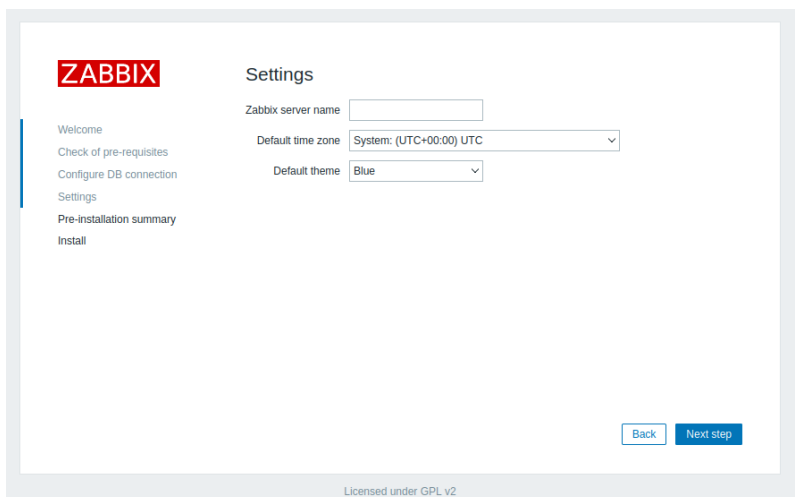 ZABBIX
Settings
Zabbix server name
Default time zone System: (UTC+00:00) UTC
Default theme Blue
Welcome
Check of pre-requisites
Configure DB connection
Settings
Pre-installation summary
Install
Back Next step
Licensed under GPL v2